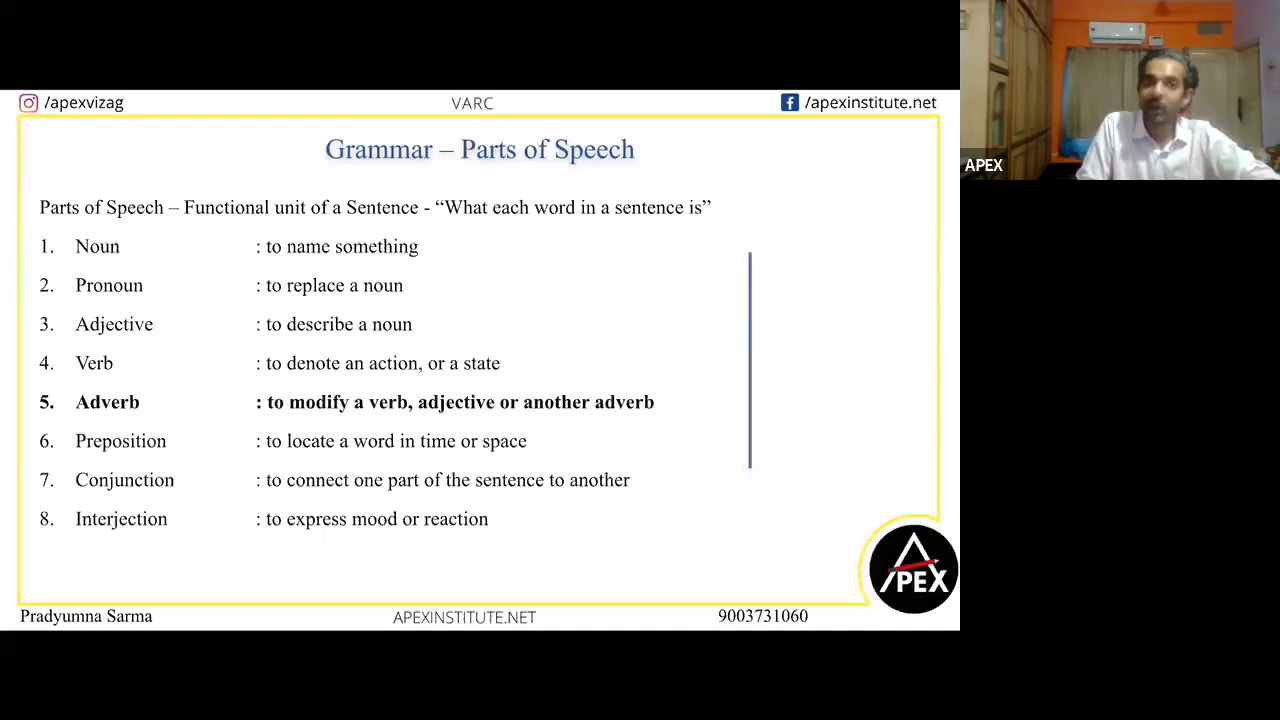 /apexvizag
VARC
/apexinstitute.net
Grammar – Parts of Speech
Parts of Speech – Functional unit of a Sentence - “What each word in a sentence is”
1. Noun : to name something
2. Pronoun : to replace a noun
3. Adjective : to describe a noun
4. Verb : to denote an action, or a state
5. Adverb : to modify a verb, adjective or another adverb
6. Preposition : to locate a word in time or space
7. Conjunction : to connect one part of the sentence to another
8. Interjection : to express mood or reaction
APEX
Pradyumna Sarma
APEXINSTITUTE.NET
9003731060
APEX